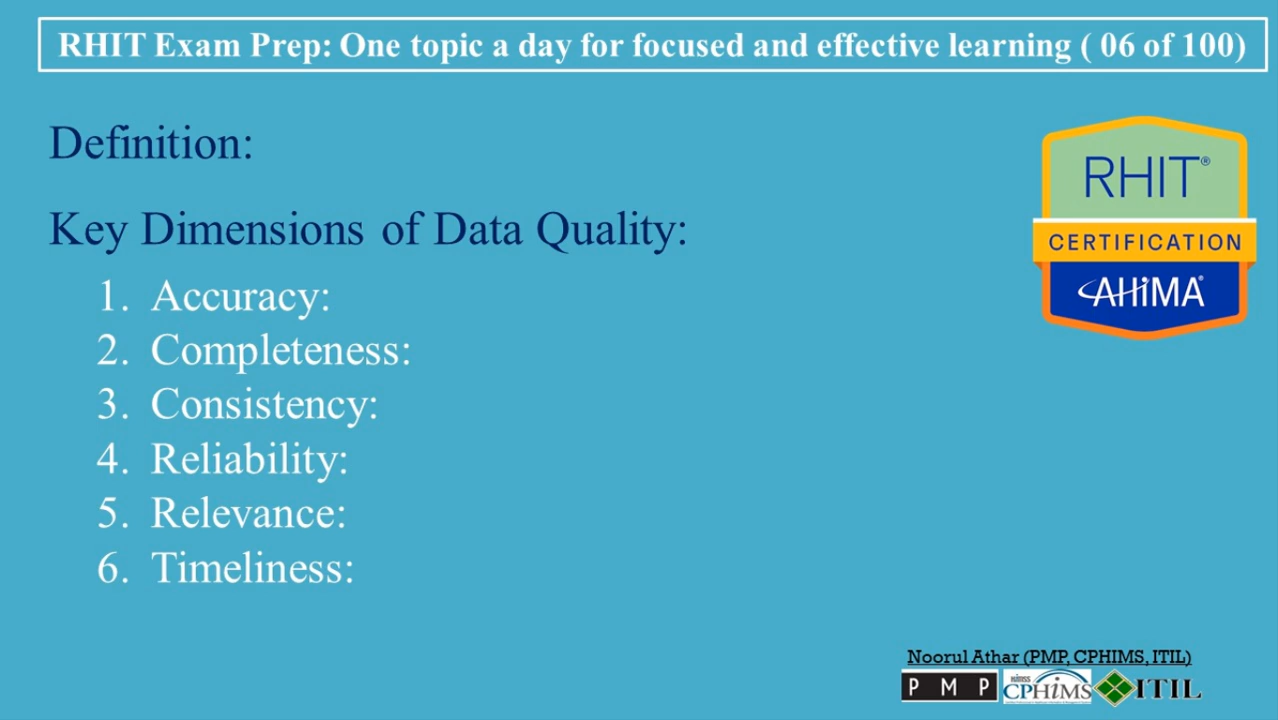 RHIT Exam Prep: One topic a day for focused and effective learning ( 06 of 100)
Definition:
Key Dimensions of Data Quality:
1. Accuracy:
2. Completeness:
3. Consistency:
4. Reliability:
5. Relevance:
6. Timeliness:
RHIT®
CERTIFICATION
AHiMA®
Noorul Athar (PMP, CPHIMS, ITIL)
P M P
himss
CPHiMS
ITIL